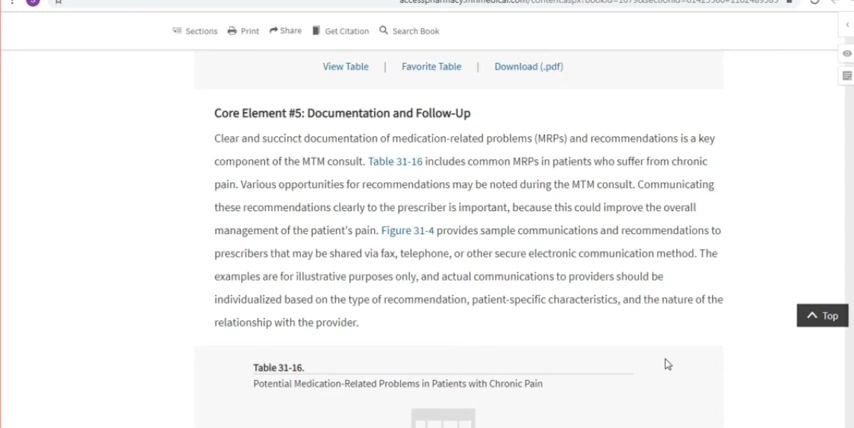 Sections Print Share Get Citation Search Book
View Table | Favorite Table | Download (.pdf)
Core Element #5: Documentation and Follow-Up
Clear and succinct documentation of medication-related problems (MRPs) and recommendations is a key
component of the MTM consult. Table 31-16 includes common MRPs in patients who suffer from chronic
pain. Various opportunities for recommendations may be noted during the MTM consult. Communicating
these recommendations clearly to the prescriber is important, because this could improve the overall
management of the patient's pain. Figure 31-4 provides sample communications and recommendations to
prescribers that may be shared via fax, telephone, or other secure electronic communication method. The
examples are for illustrative purposes only, and actual communications to providers should be
individualized based on the type of recommendation, patient-specific characteristics, and the nature of the
relationship with the provider.
Top
Table 31-16.
Potential Medication-Related Problems in Patients with Chronic Pain